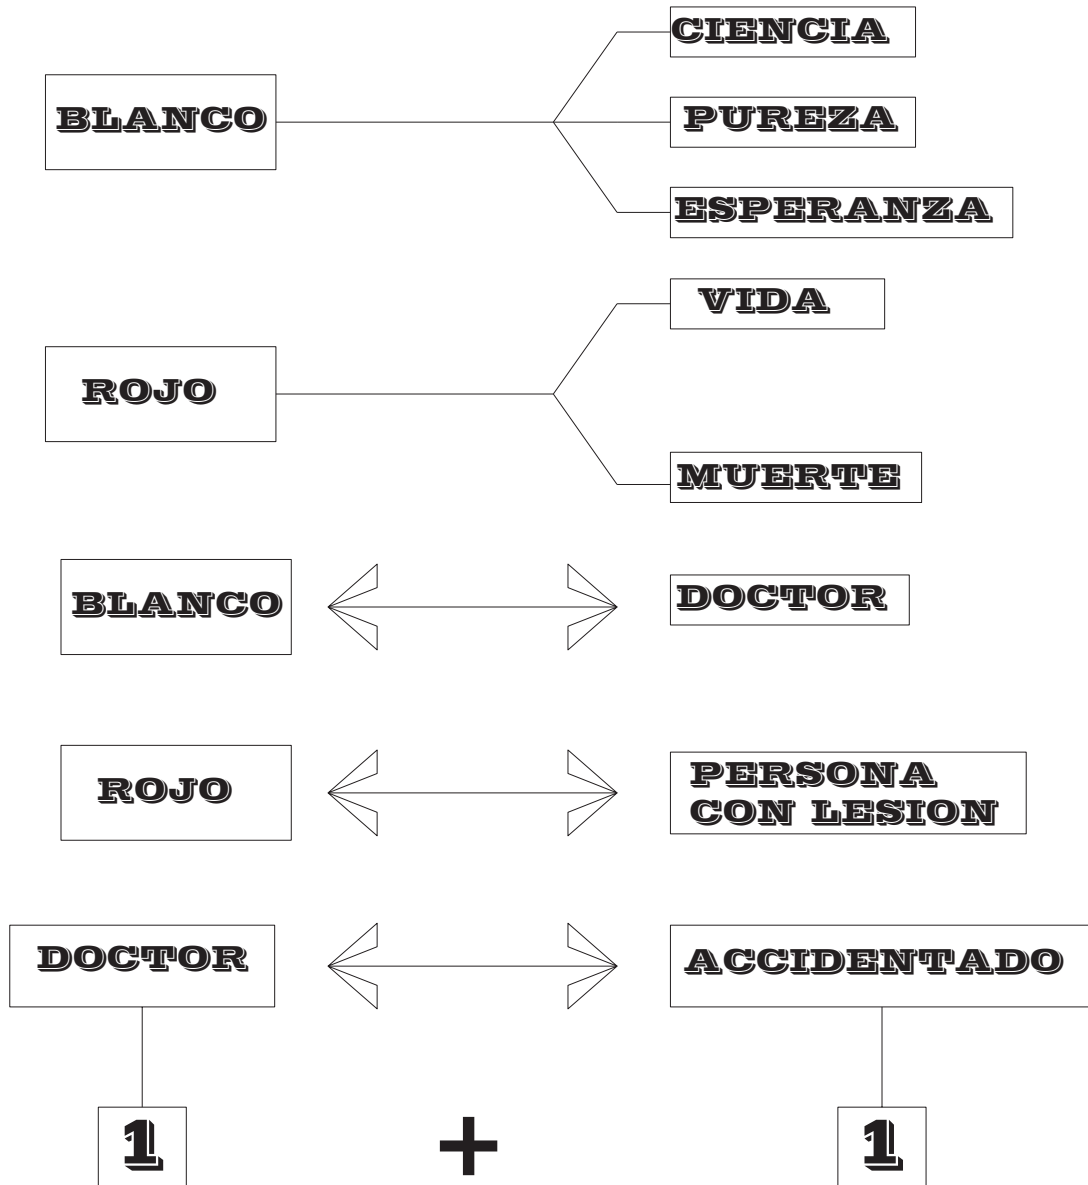 CIENCIA
BLANCO
PUREZA
ESPERANZA
VIDA
ROJO
MUERTE
BLANCO
DOCTOR
ROJO
PERSONA
CON LESION
DOCTOR
ACCIDENTADO
1 + 1